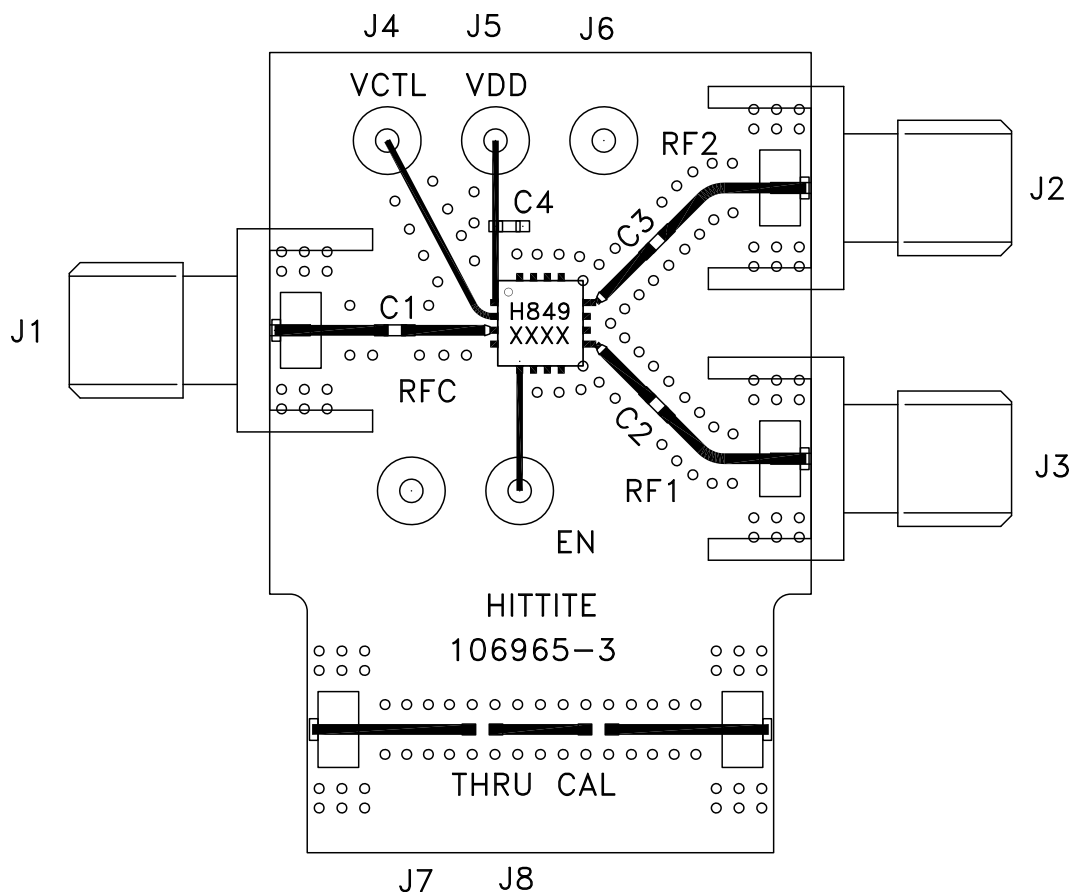 J4 J5 J6
VCTL VDD
RF2
J2
C4
C3
H849
XXXX
C1
J1
RFC
C2
RF1
J3
EN
HITTITE
106965-3
THRU CAL
J7 J8